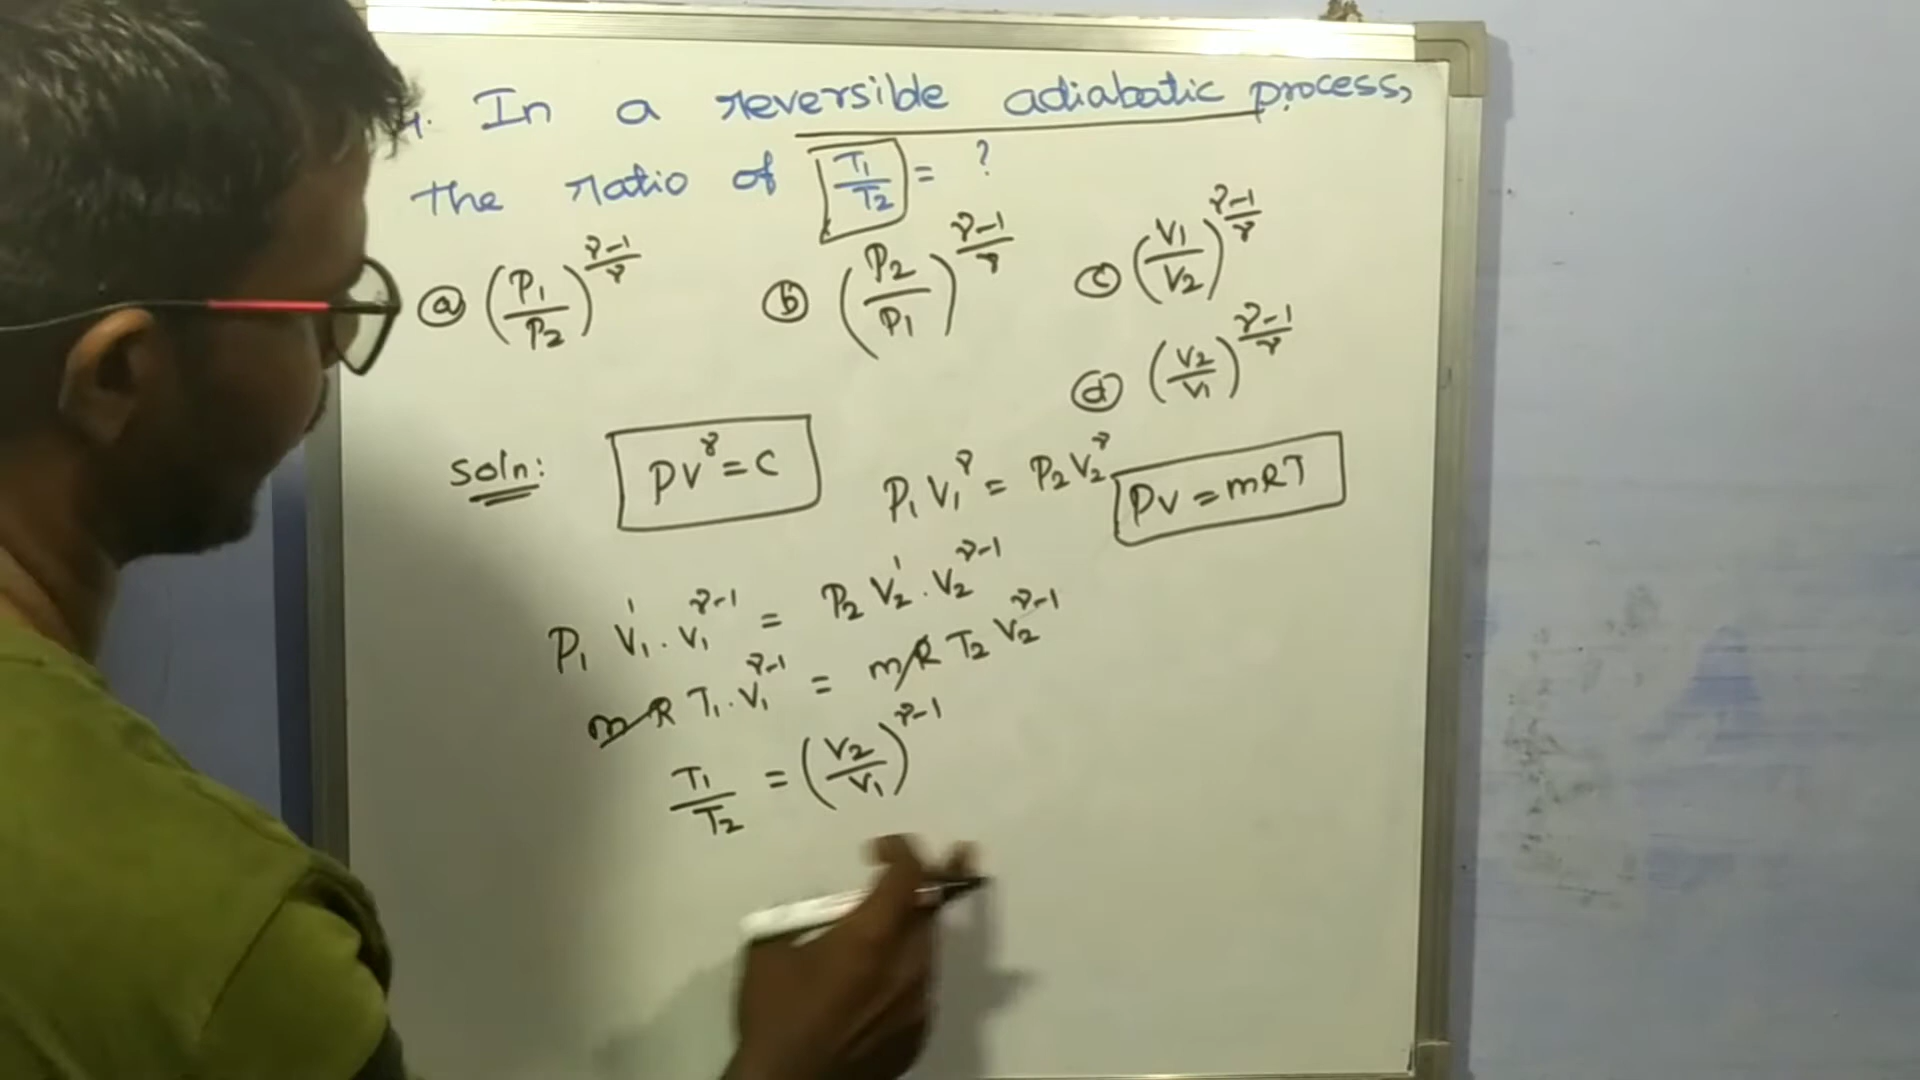 4. In a reversible adiabatic process,
the ratio of T₁/T₂ = ?
ⓐ (P₁/P₂)^((γ-1)/γ) ⓑ (P₂/P₁)^((γ-1)/γ) ⓒ (V₁/V₂)^((γ-1)/γ)
ⓓ (V₂/V₁)^((γ-1)/γ)
Soln: PV^γ = C P₁V₁^γ = P₂V₂^γ PV = mRT
P₁ V₁^1 . V₁^(γ-1) = P₂ V₂^1 . V₂^(γ-1)
mR T₁ . V₁^(γ-1) = mR T₂ V₂^(γ-1)
T₁/T₂ = (V₂/V₁)^(γ-1)